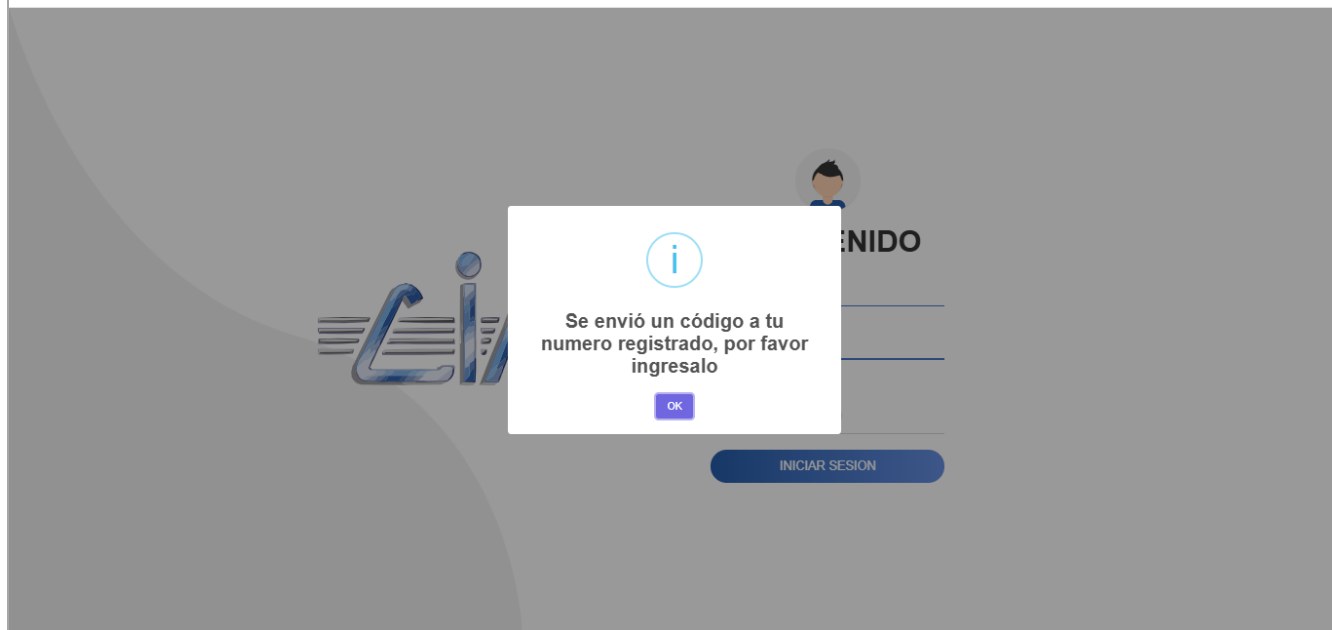 ENIDO
i
Se envió un código a tu
numero registrado, por favor
ingresalo
OK
INICIAR SESION